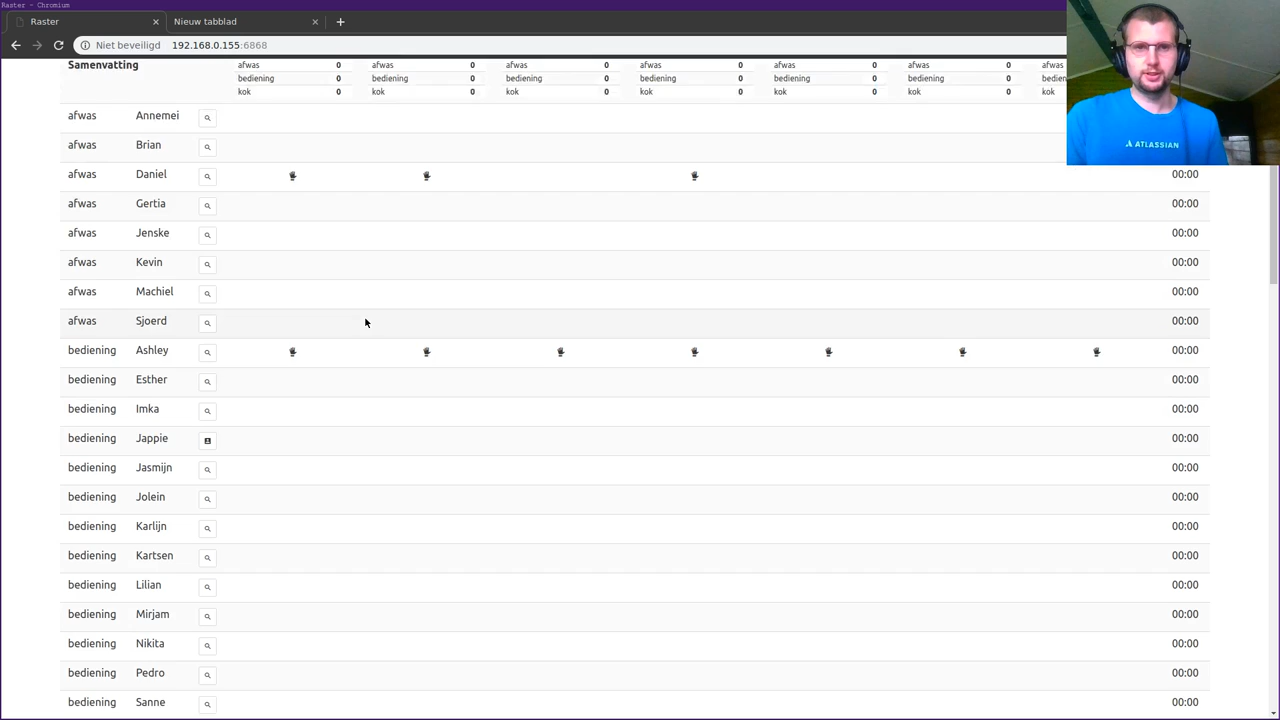 Raster - Chromium
Raster
Nieuw tabblad
Niet beveiligd 192.168.0.155:6868
Samenvatting
afwas 0 afwas 0 afwas 0 afwas 0 afwas 0 afwas 0 afwas
bediening 0 bediening 0 bediening 0 bediening 0 bediening 0 bediening 0 bedien
kok 0 kok 0 kok 0 kok 0 kok 0 kok 0 kok
afwas Annemei
afwas Brian
afwas Daniel 00:00
afwas Gertia 00:00
afwas Jenske 00:00
afwas Kevin 00:00
afwas Machiel 00:00
afwas Sjoerd 00:00
bediening Ashley 00:00
bediening Esther 00:00
bediening Imka 00:00
bediening Jappie 00:00
bediening Jasmijn 00:00
bediening Jolein 00:00
bediening Karlijn 00:00
bediening Kartsen 00:00
bediening Lilian 00:00
bediening Mirjam 00:00
bediening Nikita 00:00
bediening Pedro 00:00
bediening Sanne 00:00
ATLASSIAN